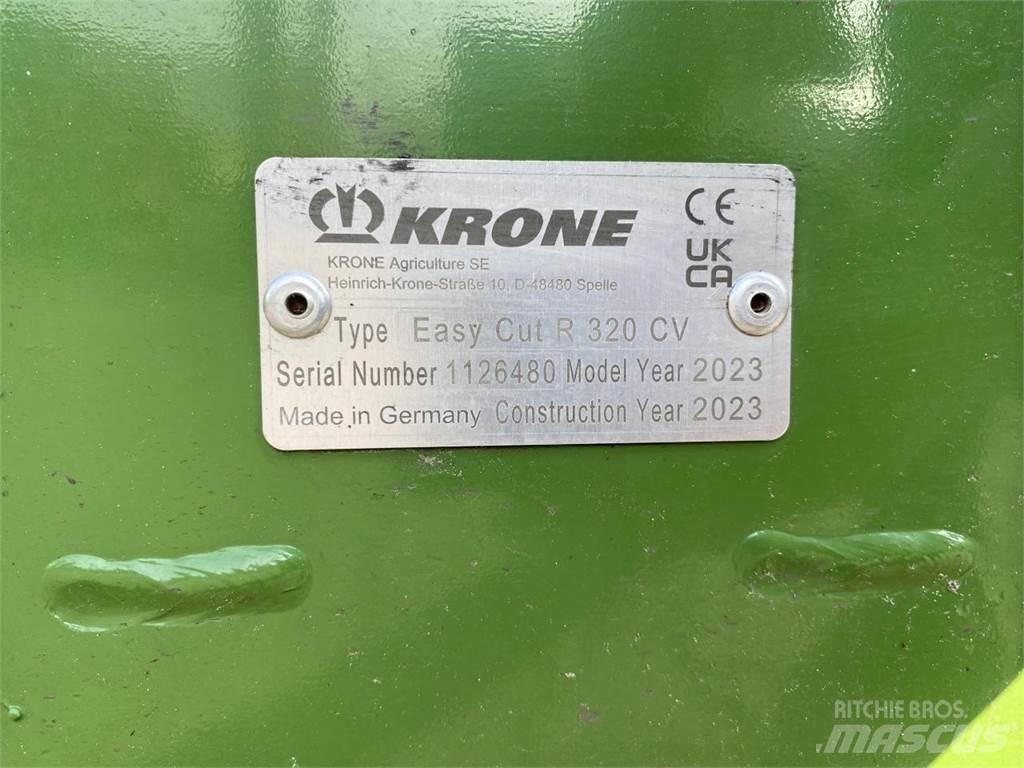 KRONE
CE
KRONE Agriculture SE
UK
CA
Heinrich-Krone-Straße 10, D-48480 Spelle
Type Easy Cut R 320 CV
Serial Number 1126480 Model Year 2023
Made in Germany Construction Year 2023
RITCHIE BROS.
MASCUS